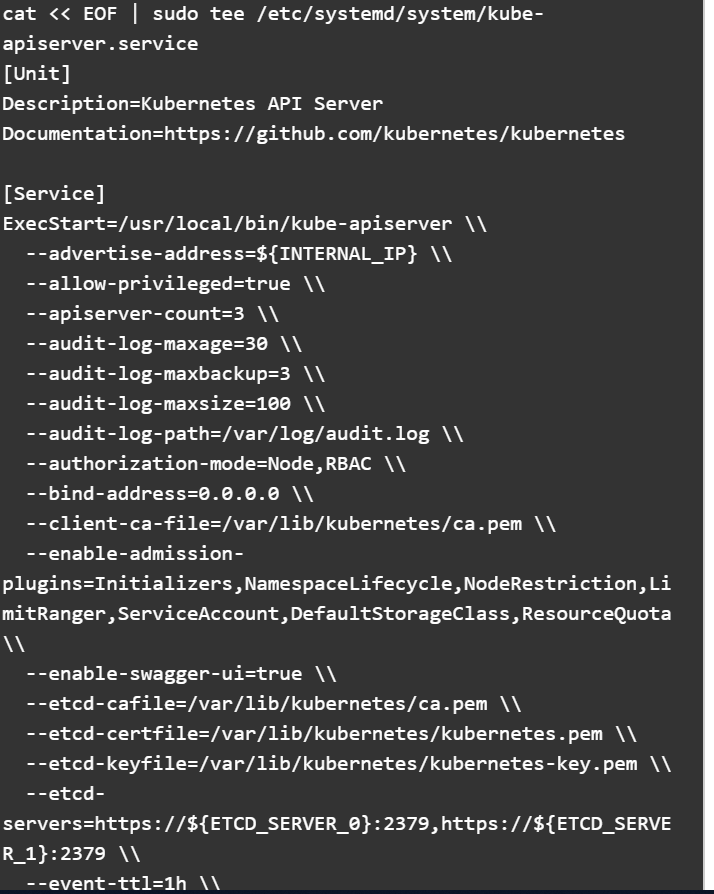 cat << EOF | sudo tee /etc/systemd/system/kube-
apiserver.service
[Unit]
Description=Kubernetes API Server
Documentation=https://github.com/kubernetes/kubernetes

[Service]
ExecStart=/usr/local/bin/kube-apiserver \\
  --advertise-address=${INTERNAL_IP} \\
  --allow-privileged=true \\
  --apiserver-count=3 \\
  --audit-log-maxage=30 \\
  --audit-log-maxbackup=3 \\
  --audit-log-maxsize=100 \\
  --audit-log-path=/var/log/audit.log \\
  --authorization-mode=Node,RBAC \\
  --bind-address=0.0.0.0 \\
  --client-ca-file=/var/lib/kubernetes/ca.pem \\
  --enable-admission-
plugins=Initializers,NamespaceLifecycle,NodeRestriction,Li
mitRanger,ServiceAccount,DefaultStorageClass,ResourceQuota
\\
  --enable-swagger-ui=true \\
  --etcd-cafile=/var/lib/kubernetes/ca.pem \\
  --etcd-certfile=/var/lib/kubernetes/kubernetes.pem \\
  --etcd-keyfile=/var/lib/kubernetes/kubernetes-key.pem \\
  --etcd-
servers=https://${ETCD_SERVER_0}:2379,https://${ETCD_SERVE
R_1}:2379 \\
  --event-ttl=1h \\